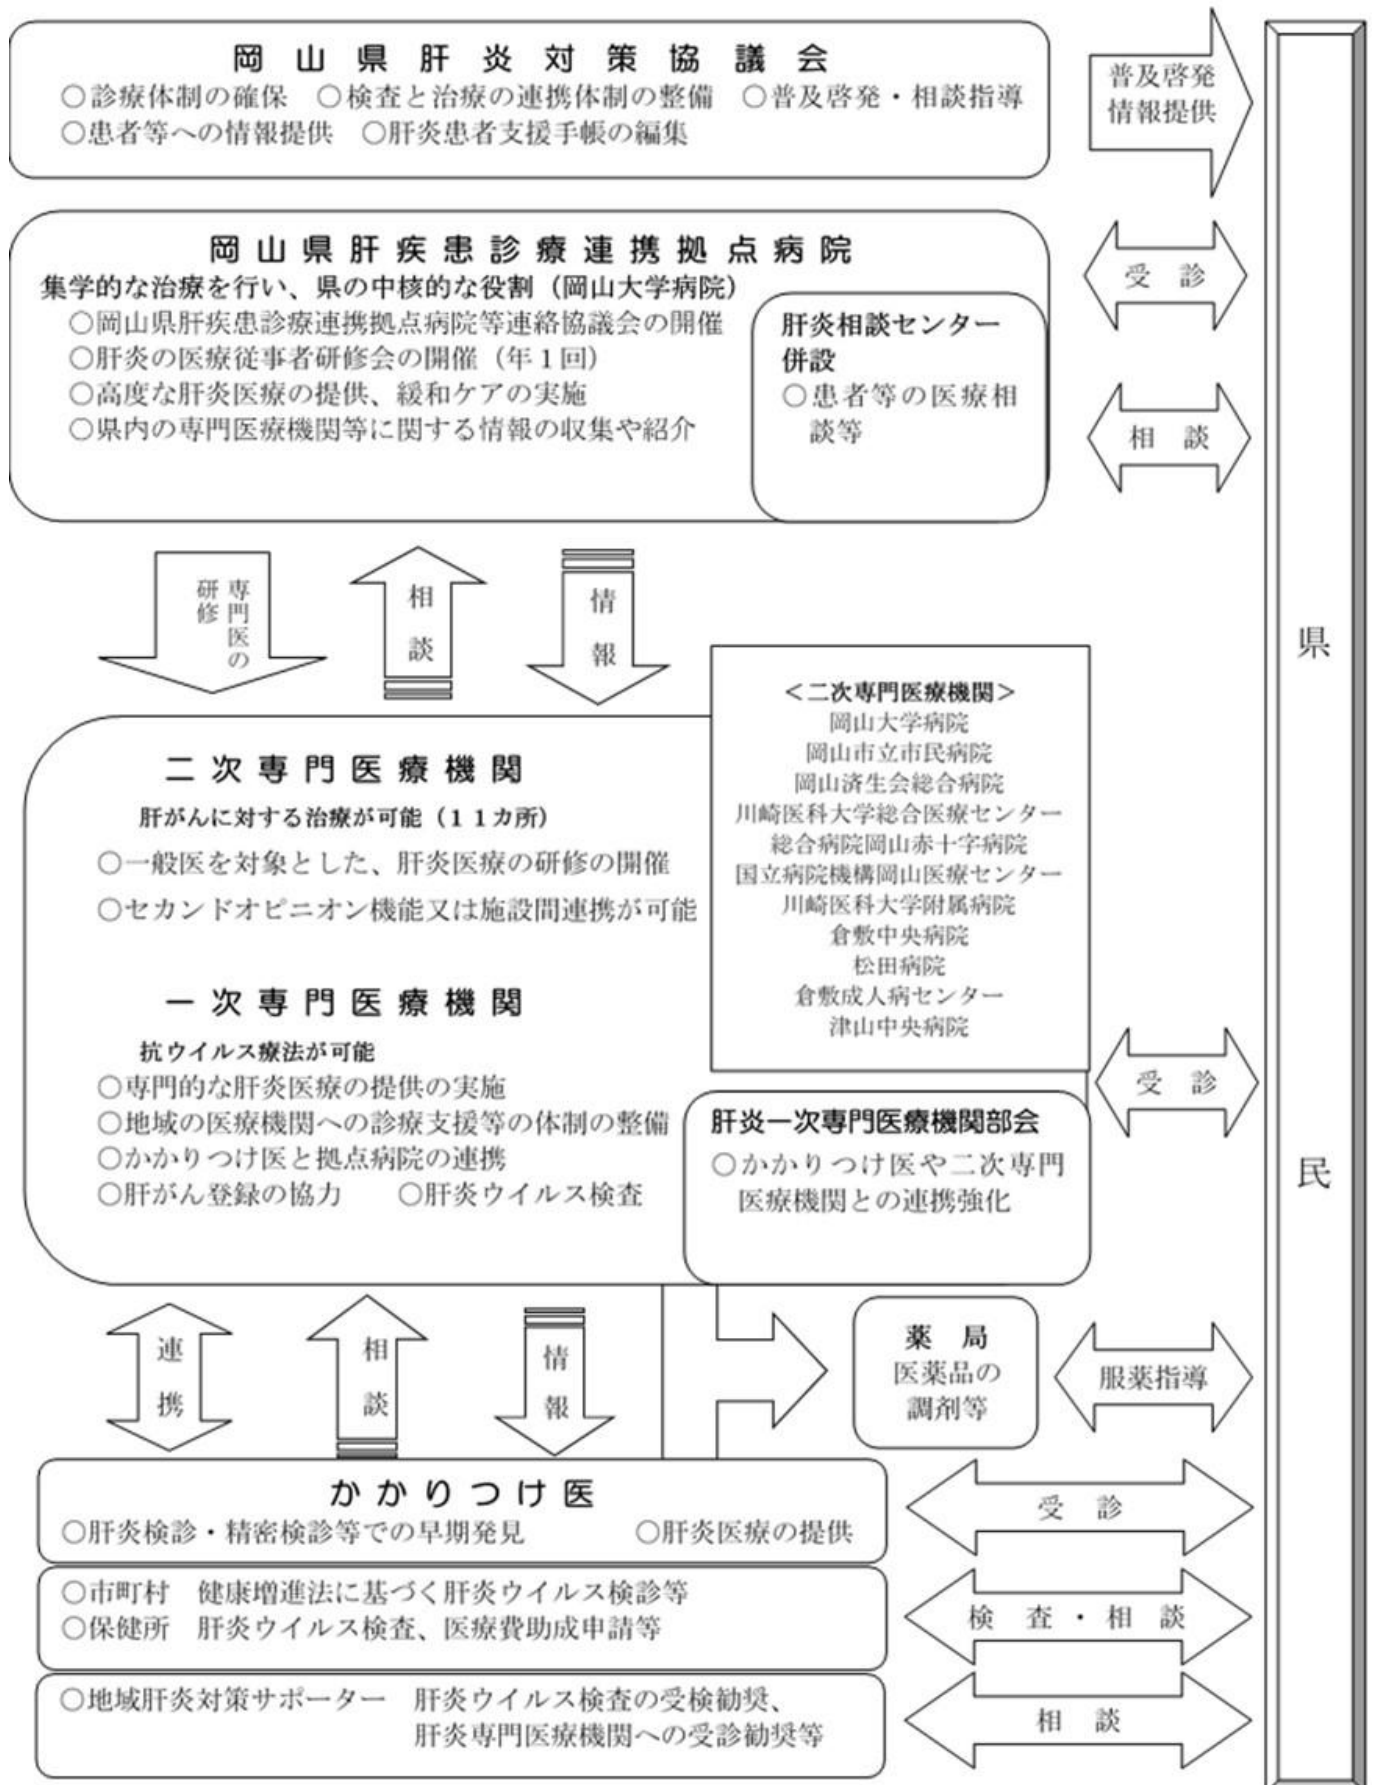 岡山県肝炎対策協議会
○診療体制の確保　○検査と治療の連携体制の整備　○普及啓発・相談指導
○患者等への情報提供　○肝炎患者支援手帳の編集
普及啓発
情報提供
岡山県肝疾患診療連携拠点病院
集学的な治療を行い、県の中核的な役割（岡山大学病院）
○岡山県肝疾患診療連携拠点病院等連絡協議会の開催
○肝炎の医療従事者研修会の開催（年１回）
○高度な肝炎医療の提供、緩和ケアの実施
○県内の専門医療機関等に関する情報の収集や紹介
肝炎相談センター
併設
○患者等の医療相
談等
受　診
相　談
専門医の
研修
相談
情報
二次専門医療機関
肝がんに対する治療が可能（１１カ所）
○一般医を対象とした、肝炎医療の研修の開催
○セカンドオピニオン機能又は施設間連携が可能
＜二次専門医療機関＞
岡山大学病院
岡山市立市民病院
岡山済生会総合病院
川崎医科大学総合医療センター
総合病院岡山赤十字病院
国立病院機構岡山医療センター
川崎医科大学附属病院
倉敷中央病院
松田病院
倉敷成人病センター
津山中央病院
一次専門医療機関
抗ウイルス療法が可能
○専門的な肝炎医療の提供の実施
○地域の医療機関への診療支援等の体制の整備
○かかりつけ医と拠点病院の連携
○肝がん登録の協力　　○肝炎ウイルス検査
肝炎一次専門医療機関部会
○かかりつけ医や二次専門
医療機関との連携強化
受　診
県民
連携
相談
情報
薬　局
医薬品の
調剤等
服薬指導
かかりつけ医
○肝炎検診・精密検診等での早期発見　　　　○肝炎医療の提供
受　診
○市町村　健康増進法に基づく肝炎ウイルス検診等
○保健所　肝炎ウイルス検査、医療費助成申請等
検　査・相　談
○地域肝炎対策サポーター　肝炎ウイルス検査の受検勧奨、
肝炎専門医療機関への受診勧奨等
相　談